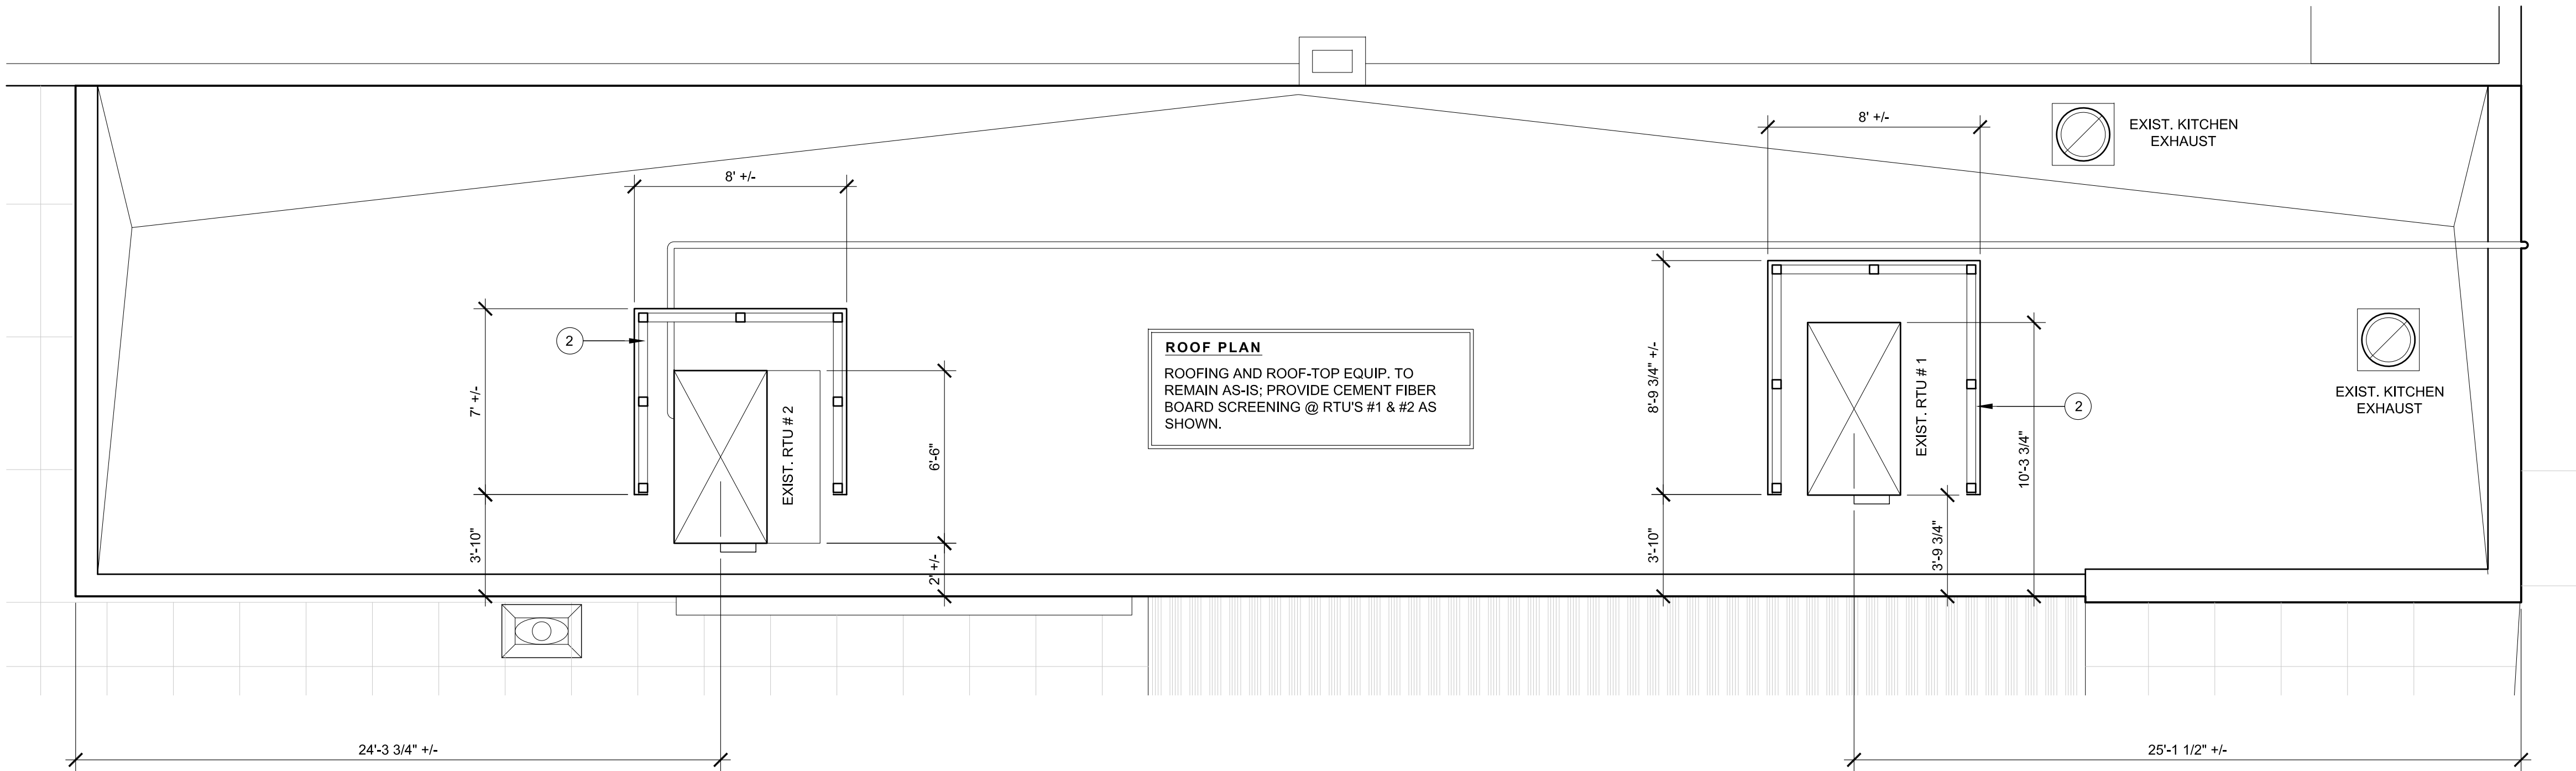 8' +/-
EXIST. KITCHEN
EXHAUST
8' +/-
2
7' +/-
3'-10"
EXIST. RTU # 2
6'-6"
2' +/-
ROOF PLAN
ROOFING AND ROOF-TOP EQUIP. TO
REMAIN AS-IS; PROVIDE CEMENT FIBER
BOARD SCREENING @ RTU'S #1 & #2 AS
SHOWN.
8'-9 3/4" +/-
3'-10"
EXIST. RTU # 1
3'-9 3/4"
10'-3 3/4"
2
EXIST. KITCHEN
EXHAUST
24'-3 3/4" +/-
25'-1 1/2" +/-